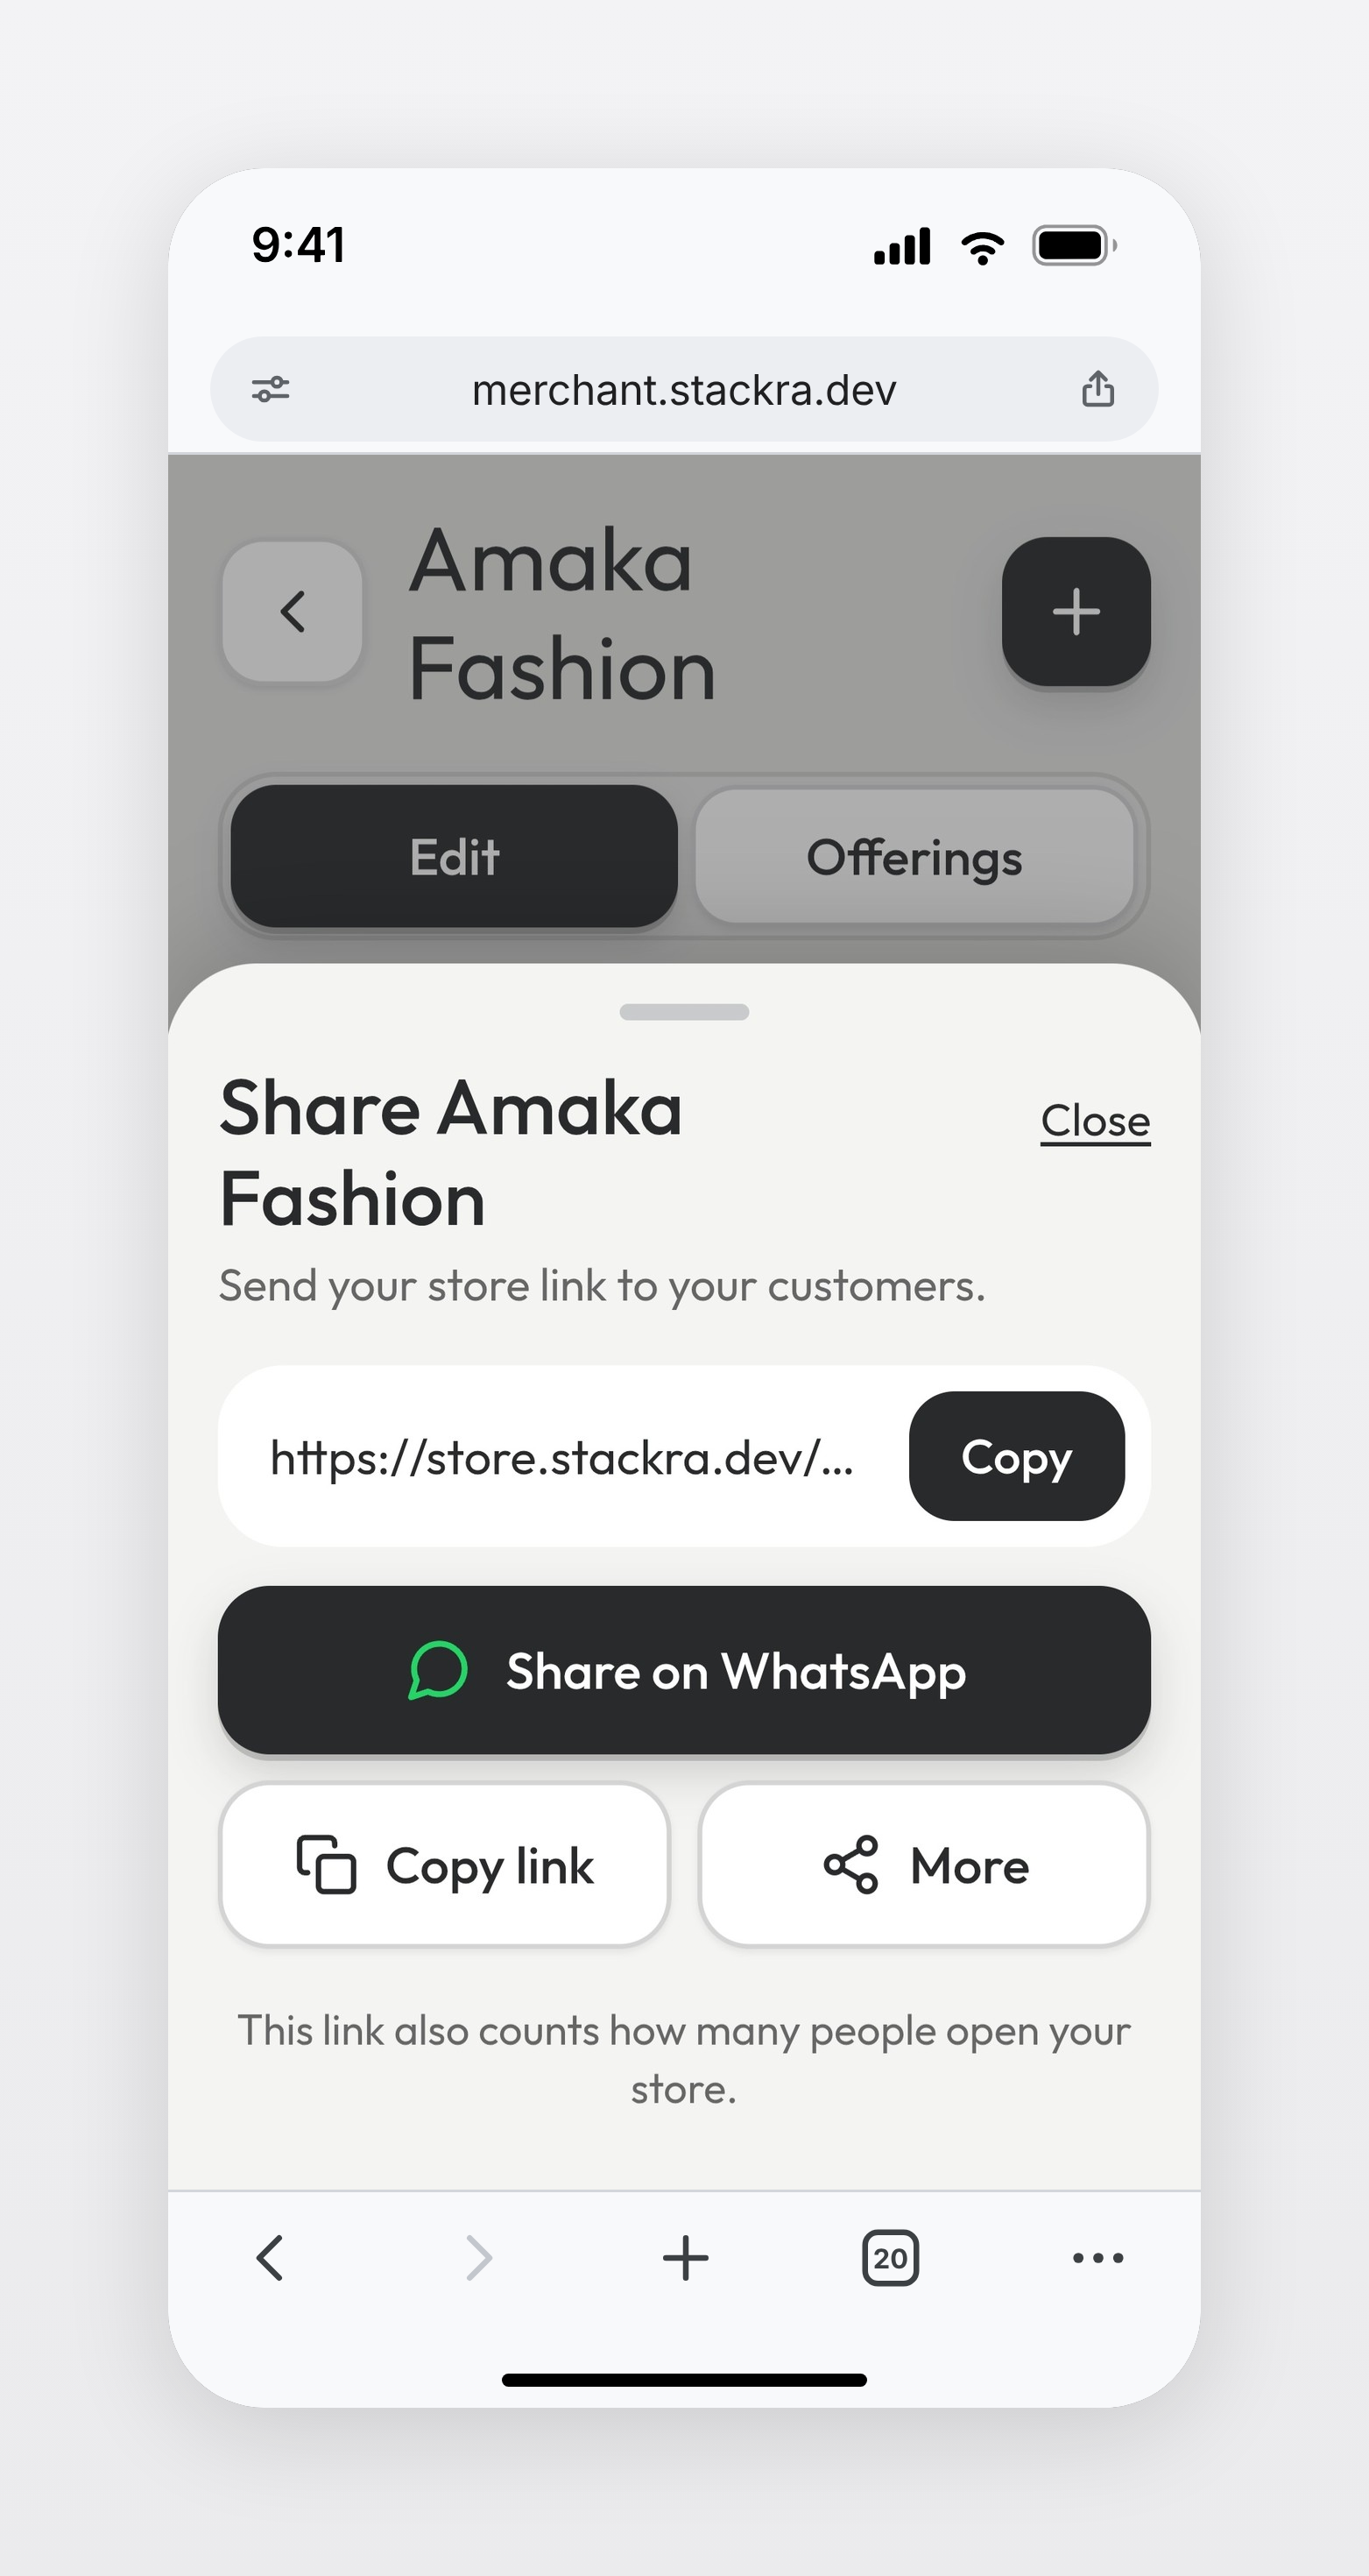 9:41
merchant.stackra.dev
Amaka
Fashion
Edit
Offerings
Share Amaka
Fashion
Close
Send your store link to your customers.
https://store.stackra.dev/...
Copy
Share on WhatsApp
Copy link
More
This link also counts how many people open your
store.
20